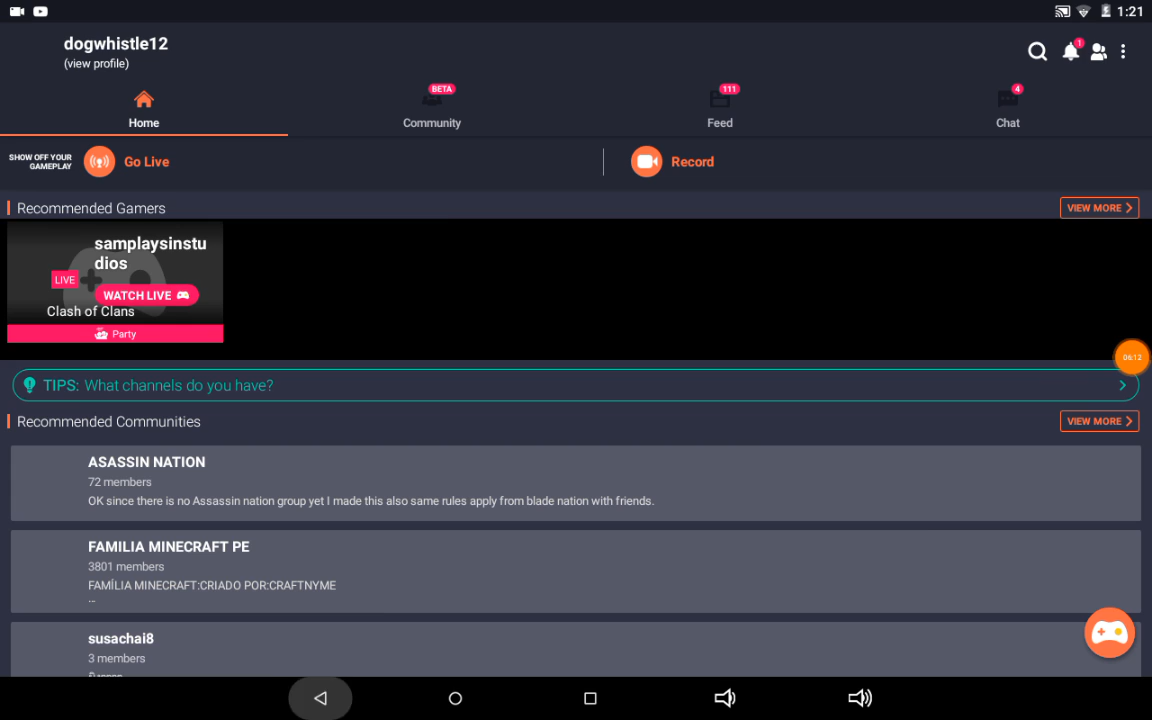 1:21
dogwhistle12
(view profile)
1
Home
BETA
Community
111
Feed
4
Chat
SHOW OFF YOUR
GAMEPLAY
Go Live
Record
Recommended Gamers
VIEW MORE
samplaysinstu
dios
LIVE
WATCH LIVE
Clash of Clans
Party
06:12
TIPS: What channels do you have?
Recommended Communities
VIEW MORE
ASASSIN NATION
72 members
OK since there is no Assassin nation group yet I made this also same rules apply from blade nation with friends.
FAMILIA MINECRAFT PE
3801 members
FAMÍLIA MINECRAFT:CRIADO POR:CRAFTNYME
susachai8
3 members